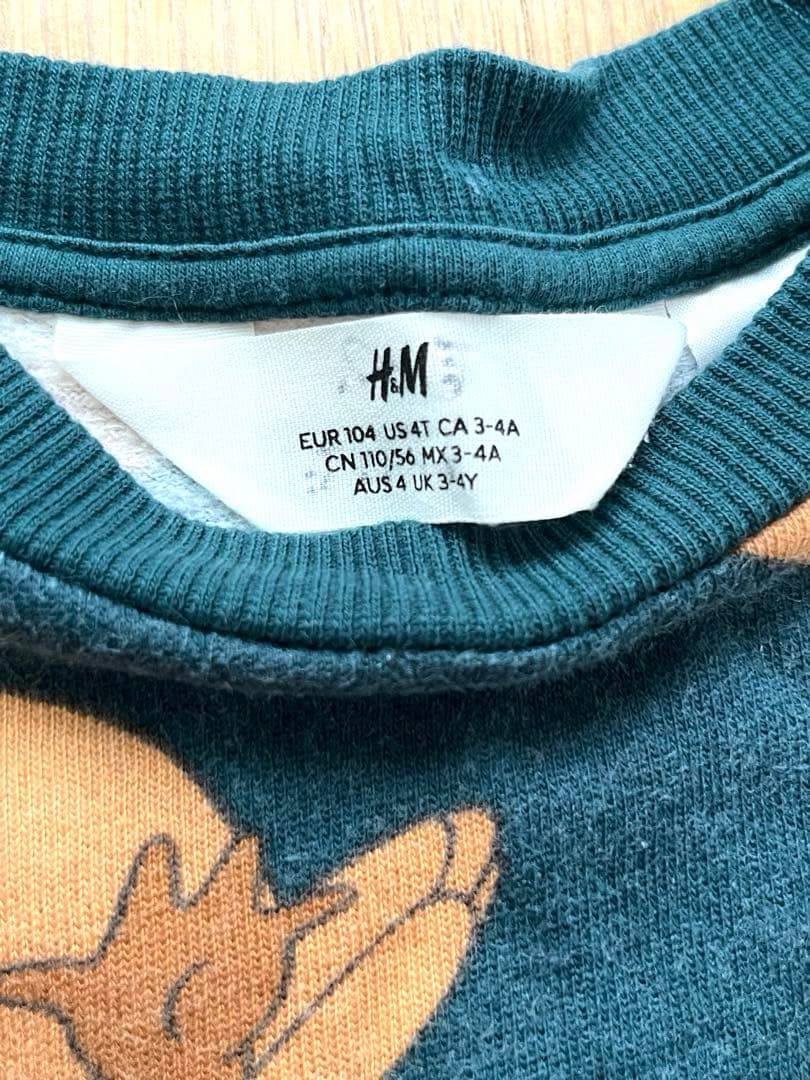 H&M
EUR 104 US 4T CA 3-4A
CN 110/56 MX 3-4A
AUS 4 UK 3-4Y